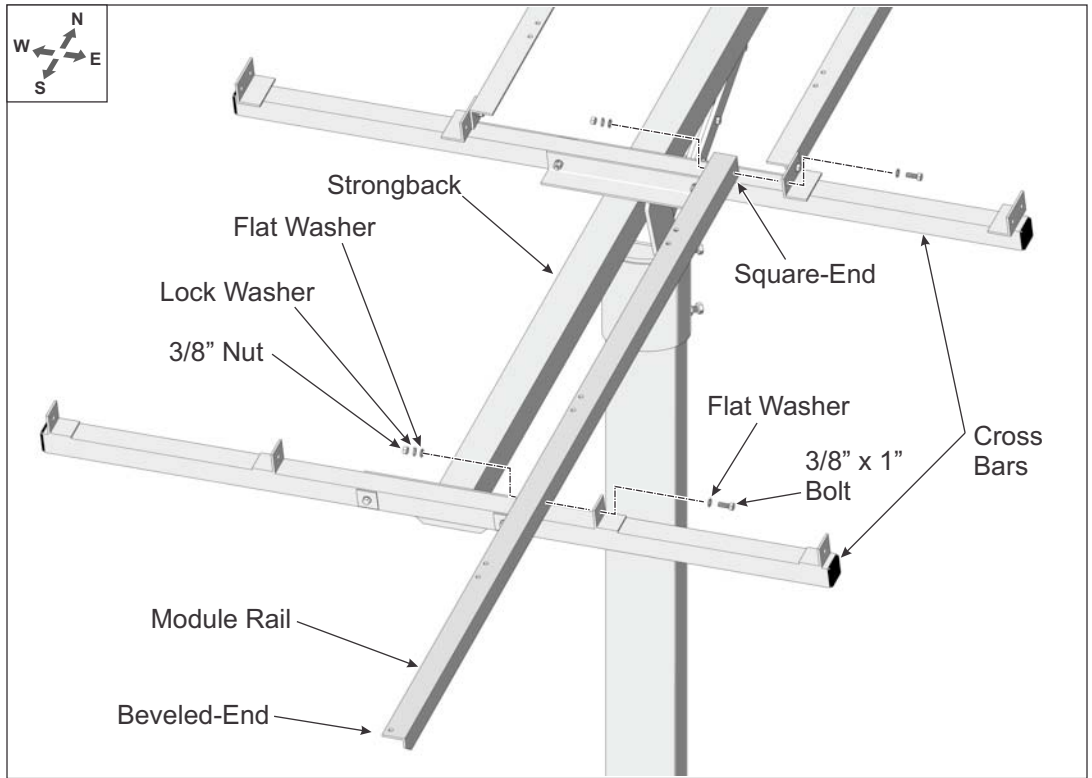 N
W
E
S
Strongback
Flat Washer
Lock Washer
3/8” Nut
Square-End
Flat Washer
3/8” x 1”
Bolt
Cross
Bars
Module Rail
Beveled-End